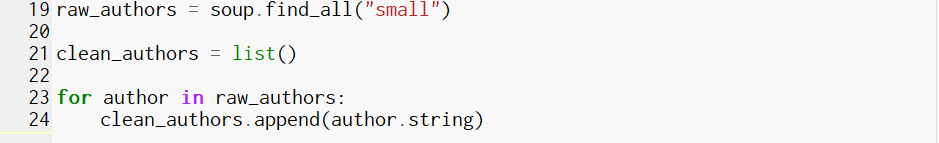 19 raw_authors = soup.find_all("small")
20
21 clean_authors = list()
22
23 for author in raw_authors:
24     clean_authors.append(author.string)